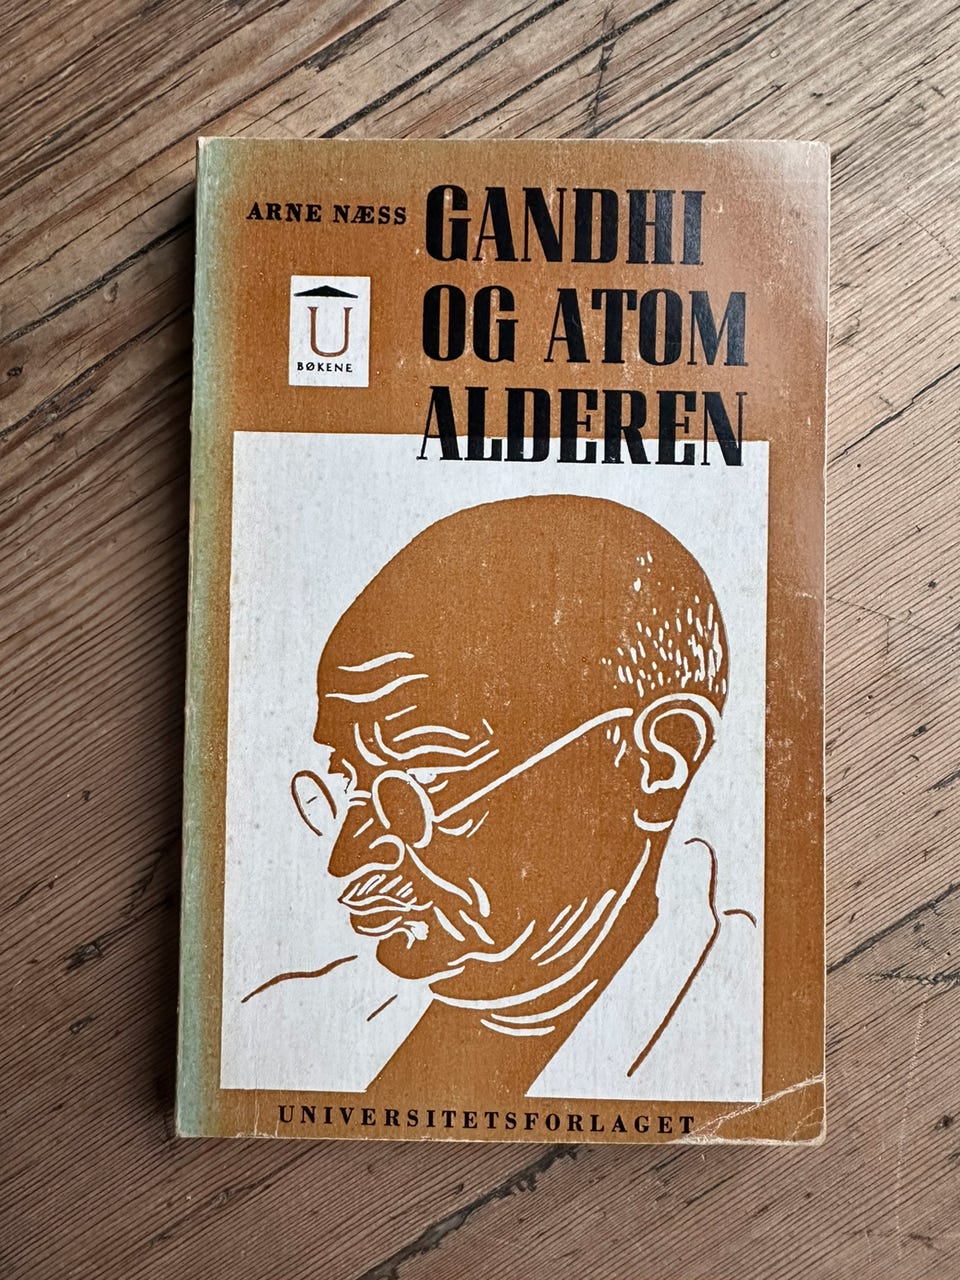 ARNE NÆSS
GANDHI
OG ATOM
ALDEREN
U
BØKENE
UNIVERSITETSFORLAGET